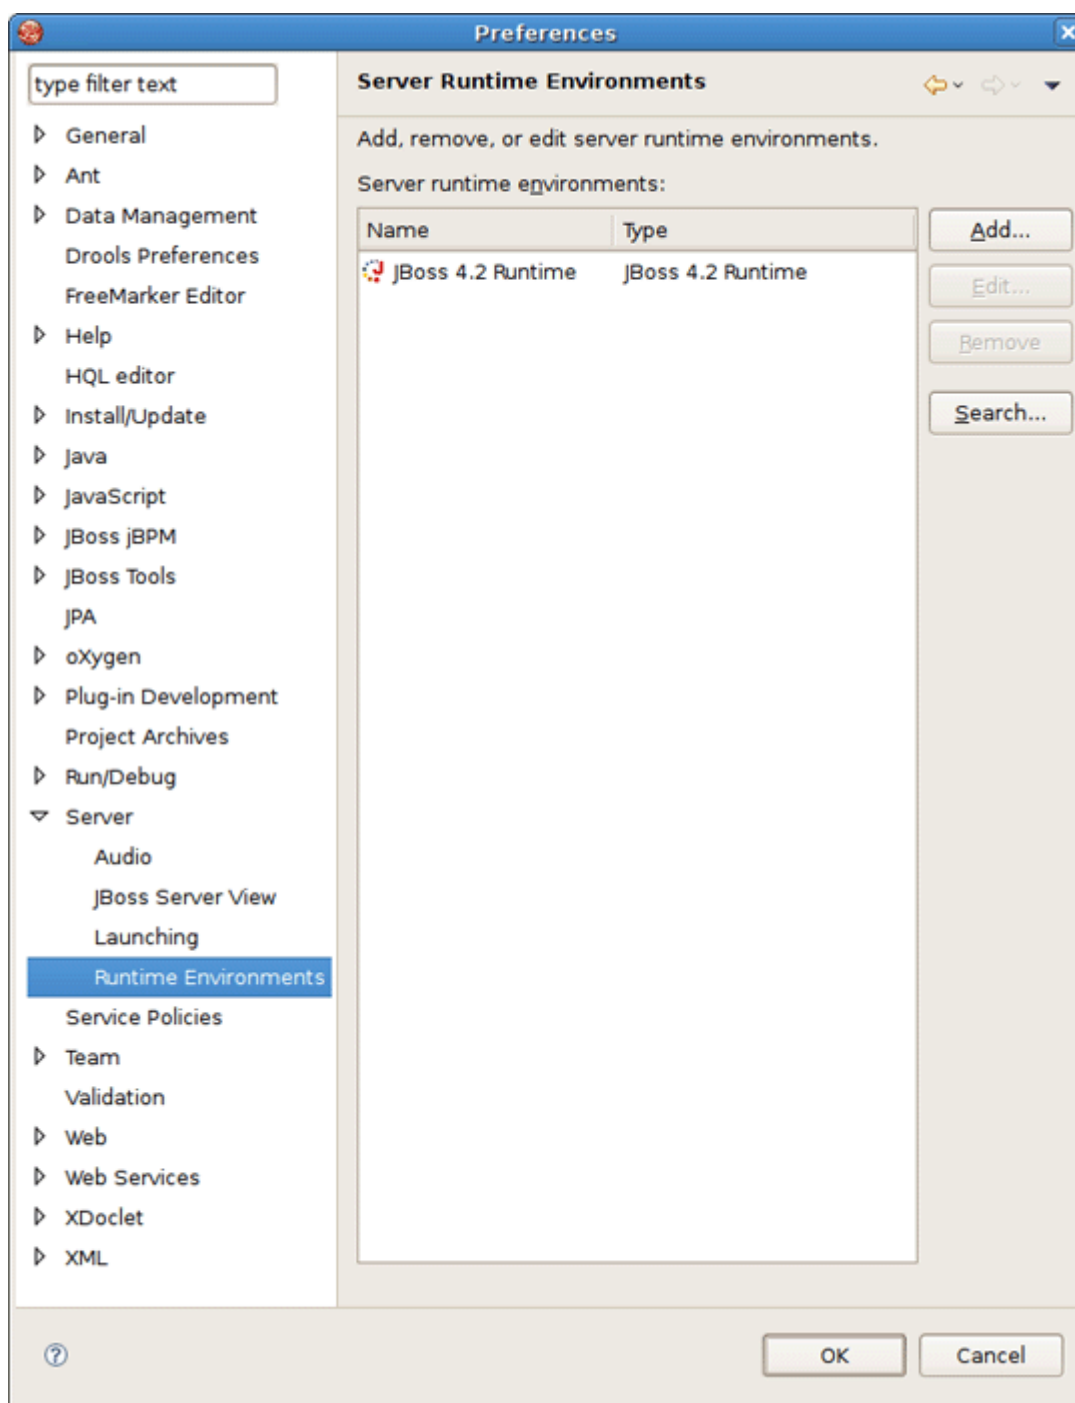 Preferences
type filter text
General
Ant
Data Management
Drools Preferences
FreeMarker Editor
Help
HQL editor
Install/Update
Java
JavaScript
JBoss jBPM
JBoss Tools
JPA
oXygen
Plug-in Development
Project Archives
Run/Debug
Server
Audio
JBoss Server View
Launching
Runtime Environments
Service Policies
Team
Validation
Web
Web Services
XDoclet
XML
Server Runtime Environments
Add, remove, or edit server runtime environments.
Server runtime environments:
Name Type
JBoss 4.2 Runtime JBoss 4.2 Runtime
Add...
Edit...
Remove
Search...
OK Cancel